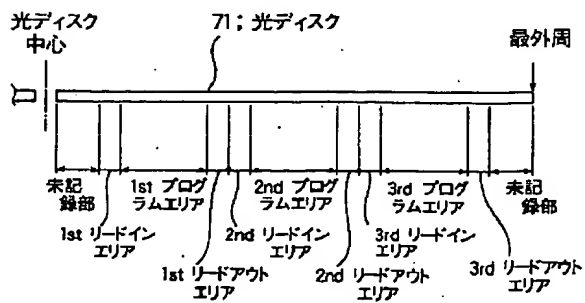 光ディスク
中心
71;光ディスク
最外周
未記
録部
1st プログ
ラムエリア
2nd プログ
ラムエリア
3rd プログ
ラムエリア
未記
録部
1st リードイン
エリア
2nd リードイン
エリア
3rd リードイン
エリア
1st リードアウト
エリア
2nd リードアウト
エリア
3rd リードアウト
エリア